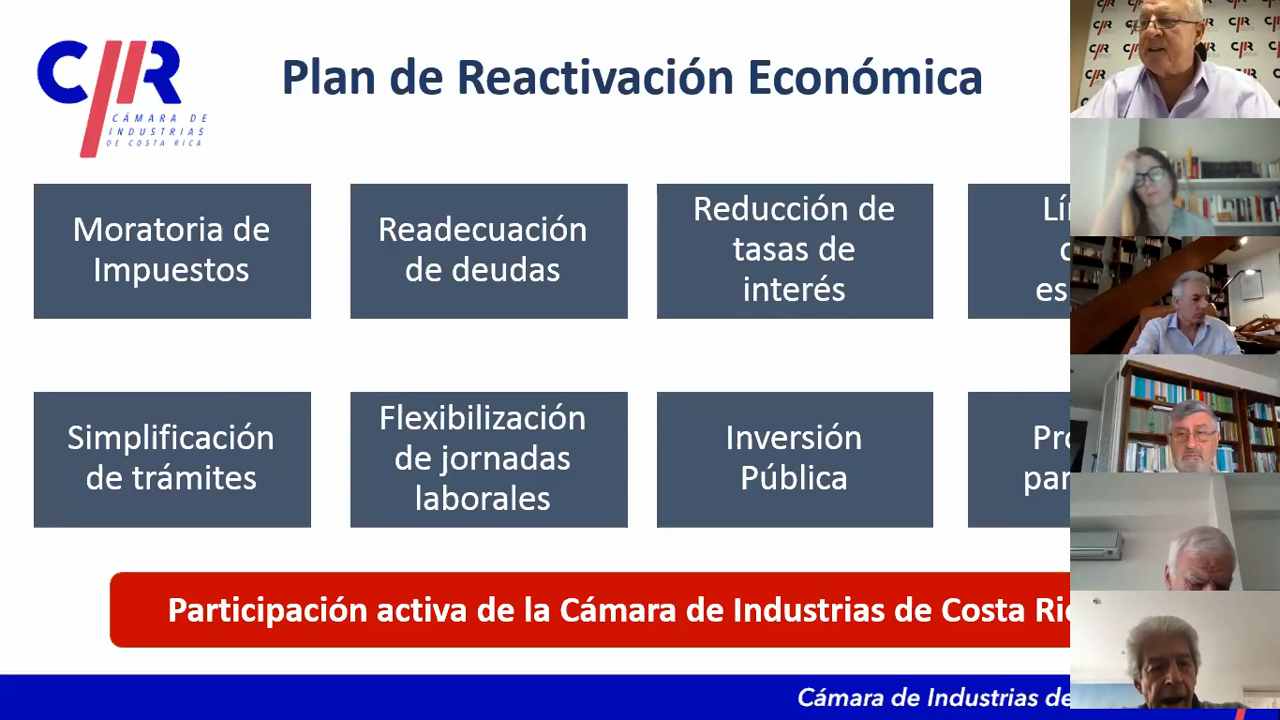 CIR
CÁMARA DE
INDUSTRIAS
DE COSTA RICA
Plan de Reactivación Económica
Moratoria de
Impuestos
Readecuación
de deudas
Reducción de
tasas de
interés
Simplificación
de trámites
Flexibilización
de jornadas
laborales
Inversión
Pública
Participación activa de la Cámara de Industrias de Costa
Cámara de Industrias